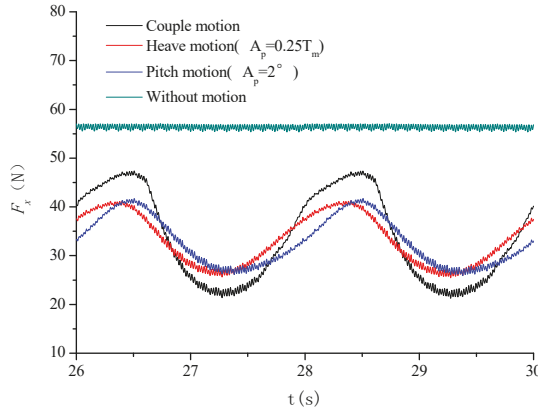 80
70
60
50
40
30
20
10
F_x (N)
Couple motion
Heave motion( A_p=0.25T_m)
Pitch motion( A_p=2°)
Without motion
26 27 28 29 30
t(s)